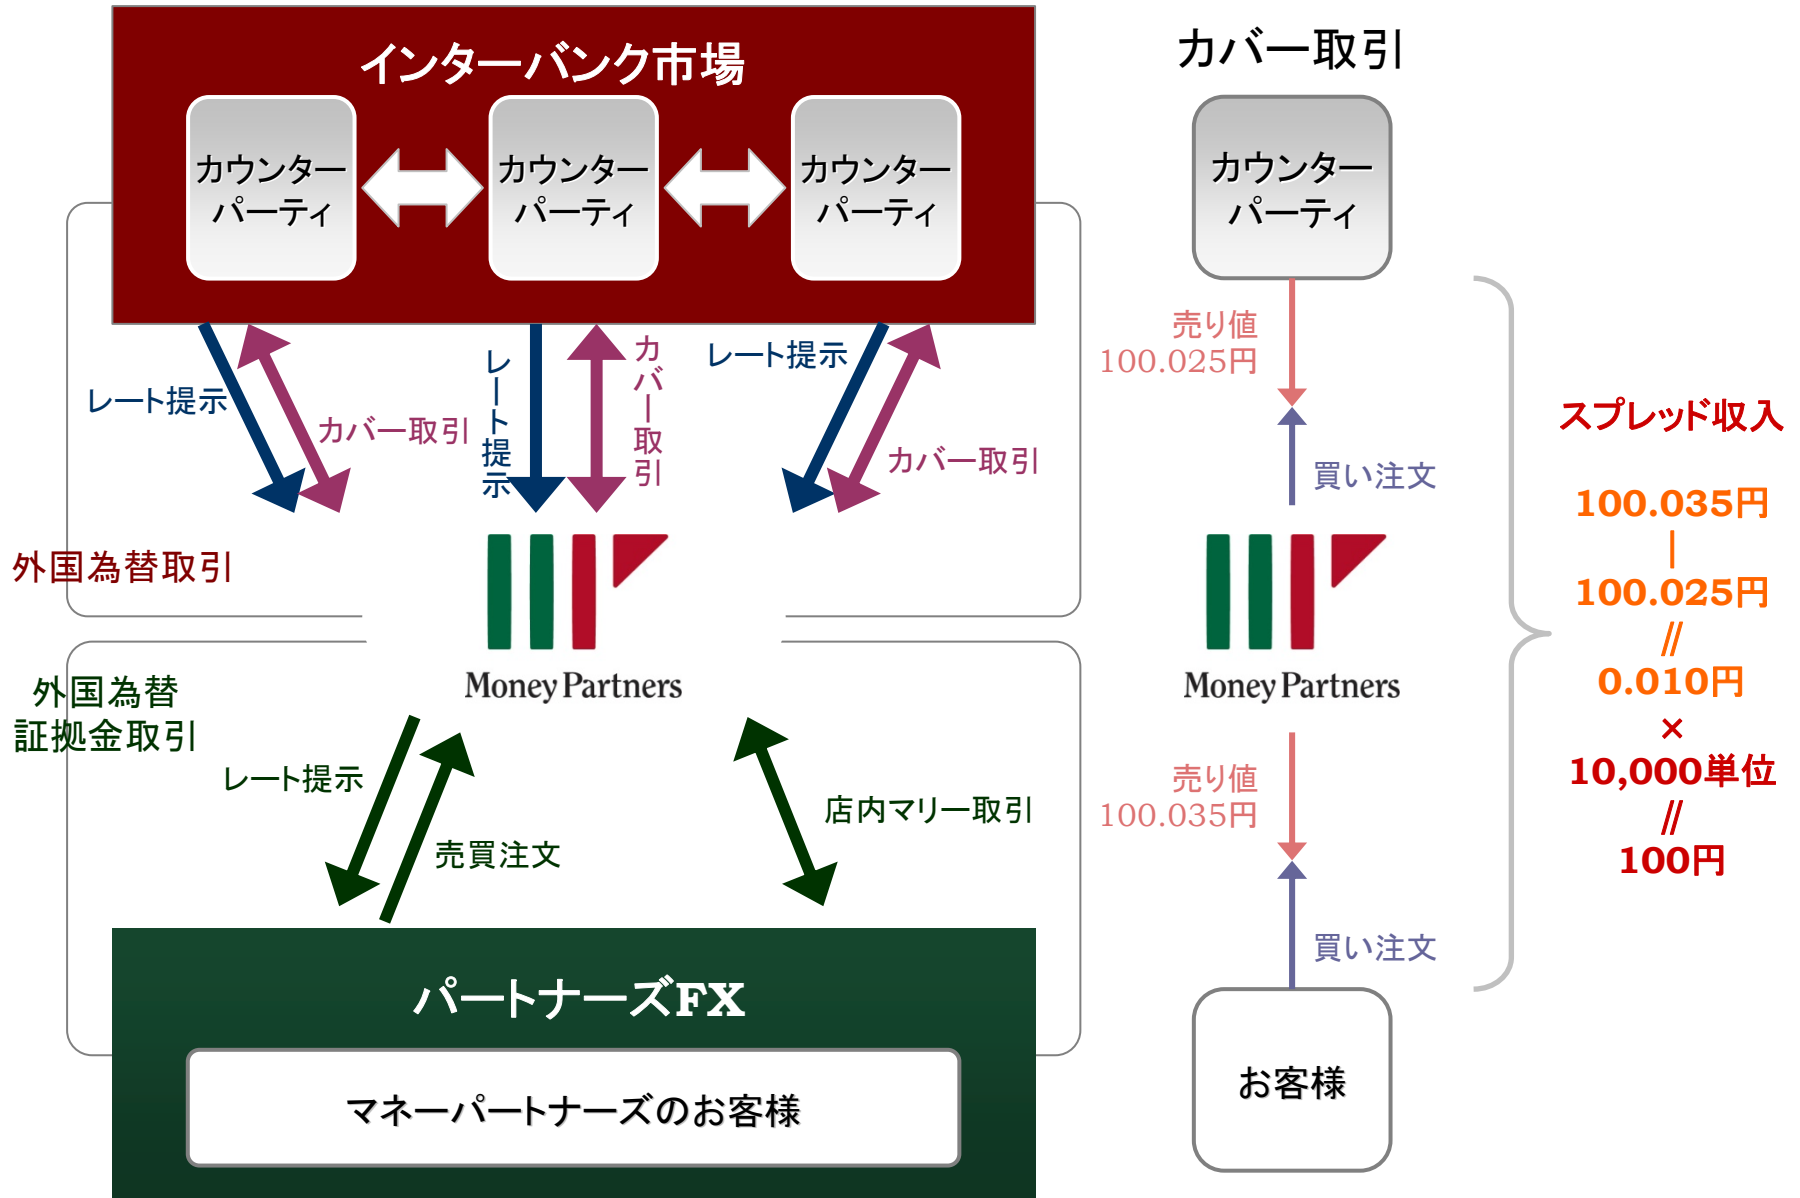 インターバンク市場
カウンター
パーティ
カウンター
パーティ
カウンター
パーティ
レート提示
カバー取引
レート提示
カバー取引
レート提示
カバー取引
外国為替取引
Money Partners
外国為替
証拠金取引
レート提示
売買注文
店内マリー取引
パートナーズFX
マネーパートナーズのお客様
カバー取引
カウンター
パーティ
売り値
100.025円
買い注文
Money Partners
売り値
100.035円
買い注文
お客様
スプレッド収入
100.035円
|
100.025円
//
0.010円
×
10,000単位
//
100円